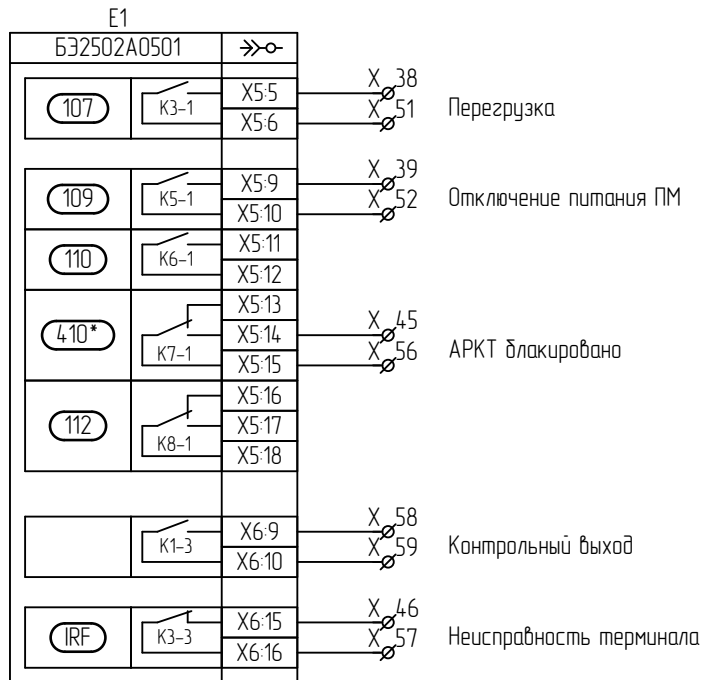 E1
БЭ2502А0501
107
К3-1
X5:5
X5:6
X 38
X 51
Перегрузка
109
К5-1
X5:9
X5:10
X 39
X 52
Отключение питания ПМ
110
К6-1
X5:11
X5:12
410*
К7-1
X5:13
X5:14
X5:15
X 45
X 56
АРКТ блакировано
112
К8-1
X5:16
X5:17
X5:18
К1-3
X6:9
X6:10
X 58
X 59
Контрольный выход
IRF
К3-3
X6:15
X6:16
X 46
X 57
Неисправность терминала